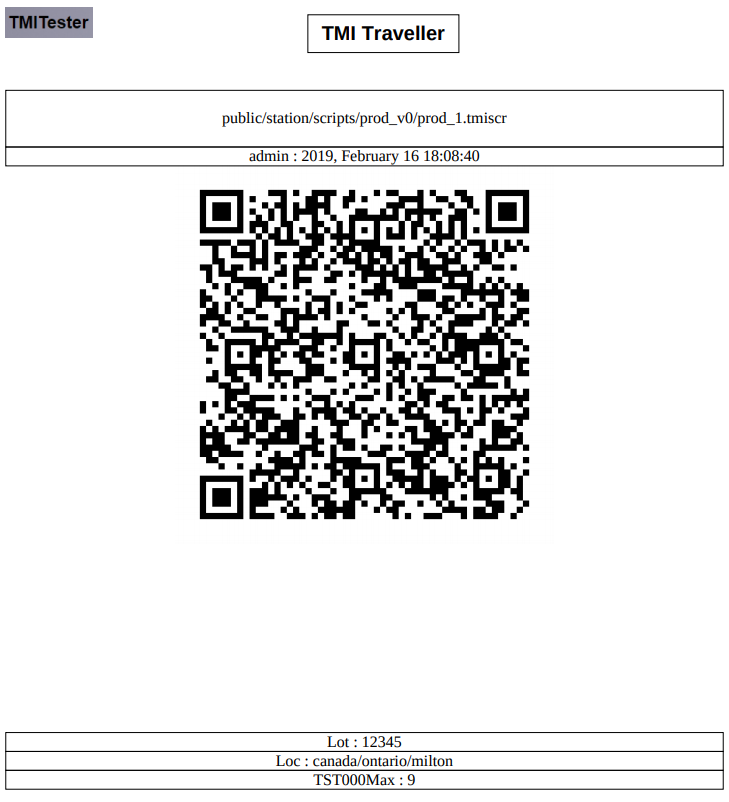 TMITester
TMI Traveller
public/station/scripts/prod_v0/prod_1.tmiscr
admin : 2019, February 16 18:08:40
Lot : 12345
Loc : canada/ontario/milton
TST000Max : 9